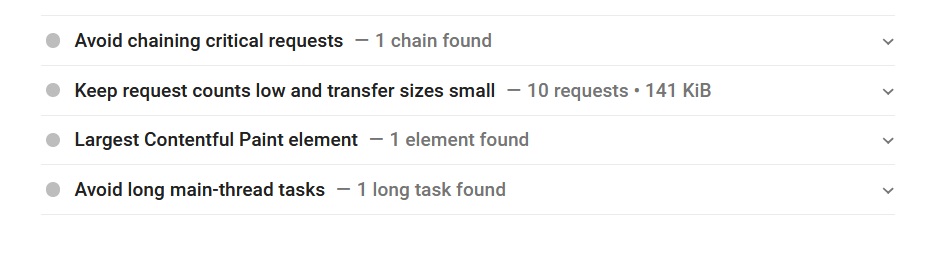 Avoid chaining critical requests — 1 chain found
Keep request counts low and transfer sizes small — 10 requests • 141 KiB
Largest Contentful Paint element — 1 element found
Avoid long main-thread tasks — 1 long task found